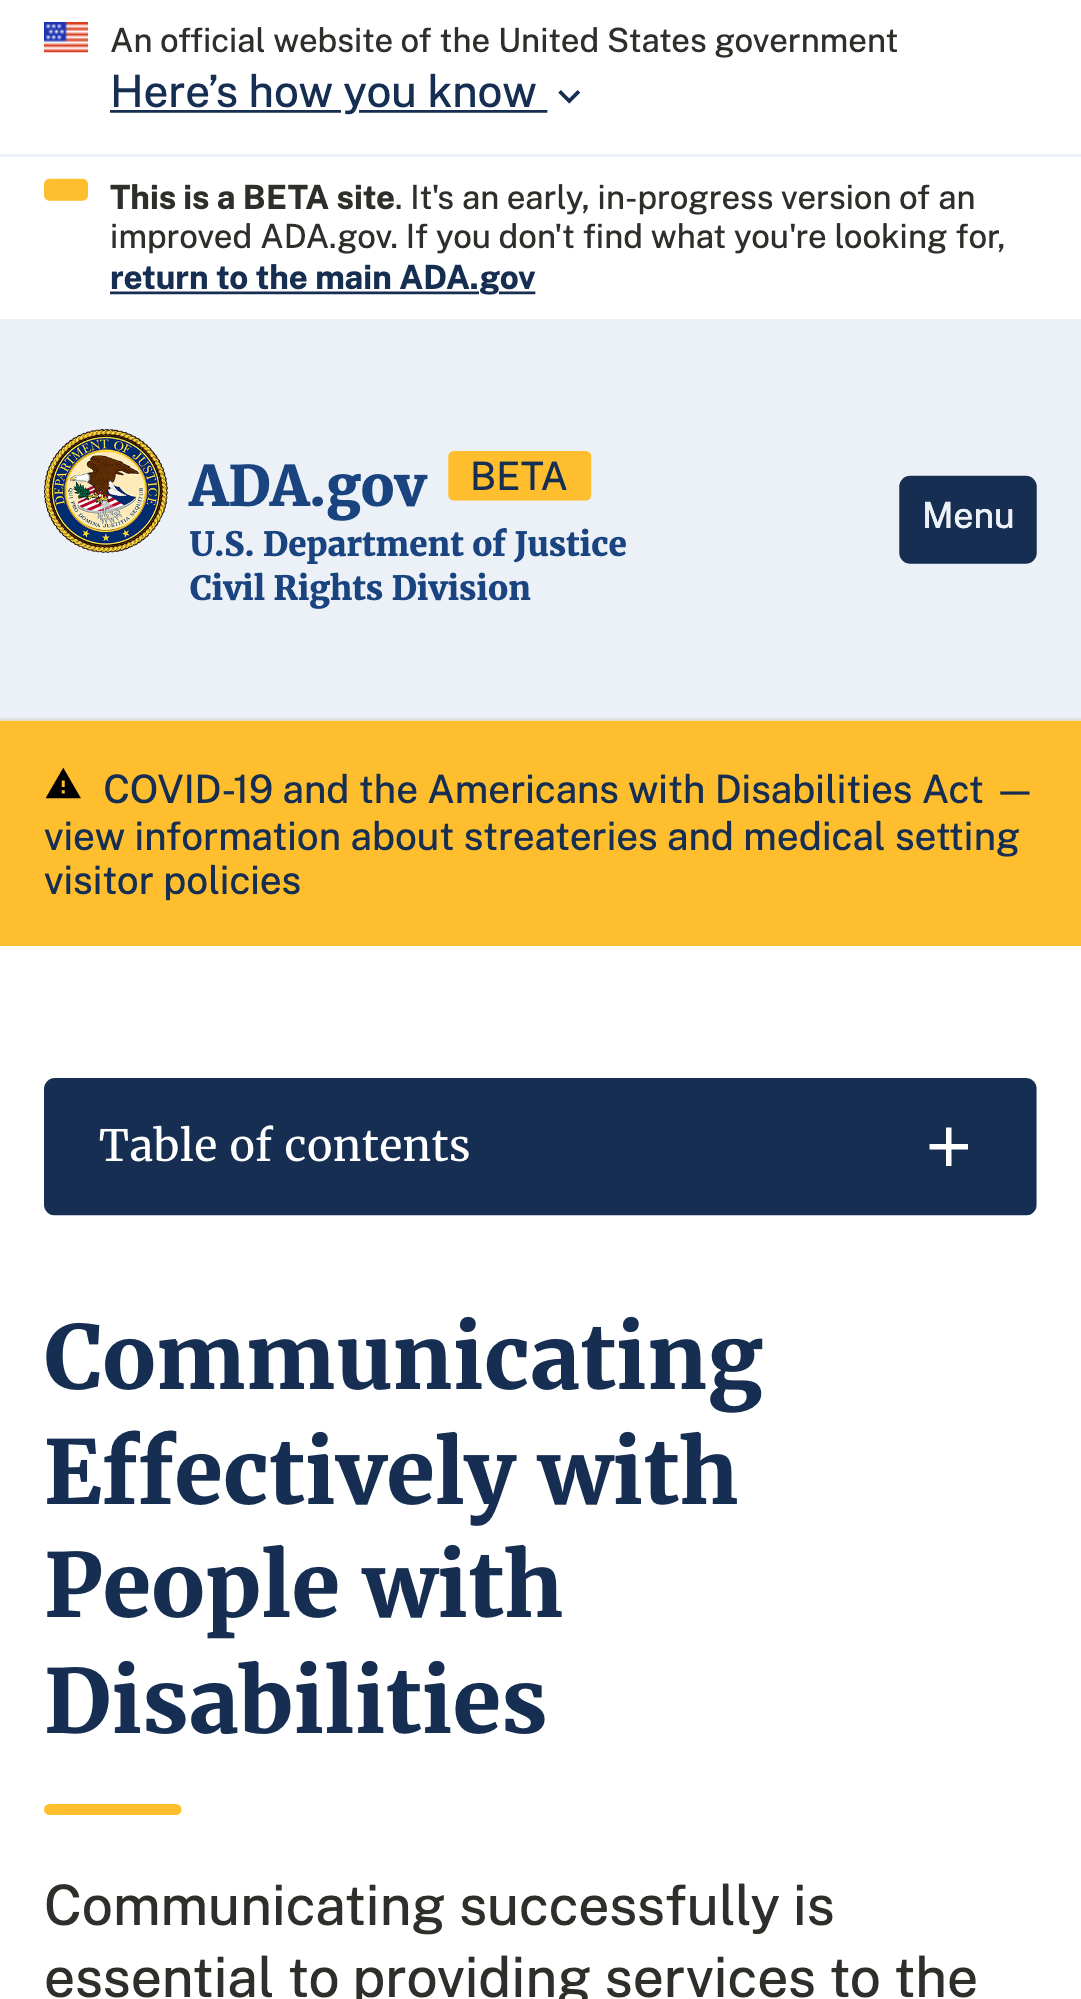 An official website of the United States government
Here’s how you know
This is a BETA site. It's an early, in-progress version of an
improved ADA.gov. If you don't find what you're looking for,
return to the main ADA.gov
DEPARTMENT OF JUSTICE
ADA.gov BETA
U.S. Department of Justice
Civil Rights Division
Menu
COVID-19 and the Americans with Disabilities Act —
view information about streateries and medical setting
visitor policies
Table of contents
Communicating
Effectively with
People with
Disabilities
Communicating successfully is
essential to providing services to the